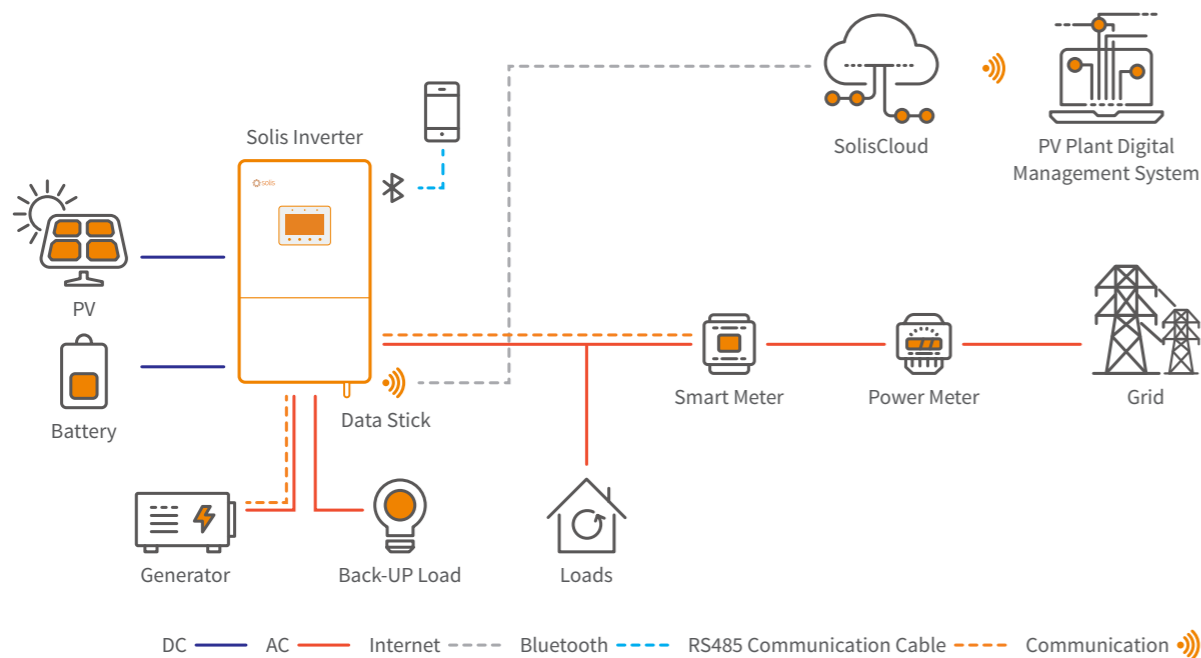 Solis Inverter
solis
SolisCloud
PV Plant Digital
Management System
PV
Battery
Data Stick
Smart Meter
Power Meter
Grid
Generator
Back-UP Load
Loads
DC
AC
Internet
Bluetooth
RS485 Communication Cable
Communication